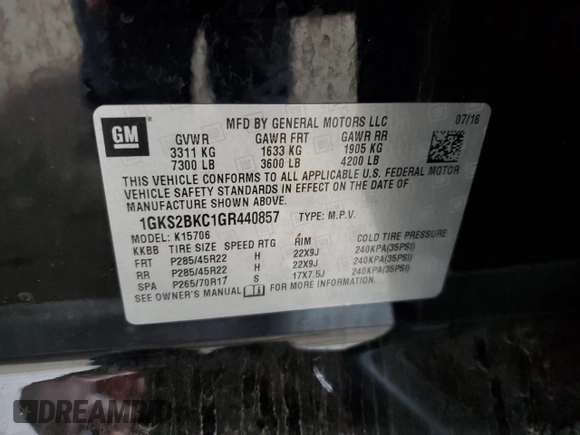 GM
MFD BY GENERAL MOTORS LLC 07/16
GVWR GAWR FRT GAWR RR
3311 KG 1633 KG 1905 KG
7300 LB 3600 LB 4200 LB
THIS VEHICLE CONFORMS TO ALL APPLICABLE U.S. FEDERAL MOTOR
VEHICLE SAFETY STANDARDS IN EFFECT ON THE DATE OF
MANUFACTURE SHOWN ABOVE.
1GKS2BKC1GR440857 TYPE: M.P.V.
MODEL: K15706
KKBB TIRE SIZE SPEED RTG RIM COLD TIRE PRESSURE
FRT P285/45R22 H 22X9J 240KPA(35PSI)
RR P285/45R22 H 22X9J 240KPA(35PSI)
SPA P265/70R17 S 17X7.5J 240KPA(35PSI)
SEE OWNER'S MANUAL FOR MORE INFORMATION.